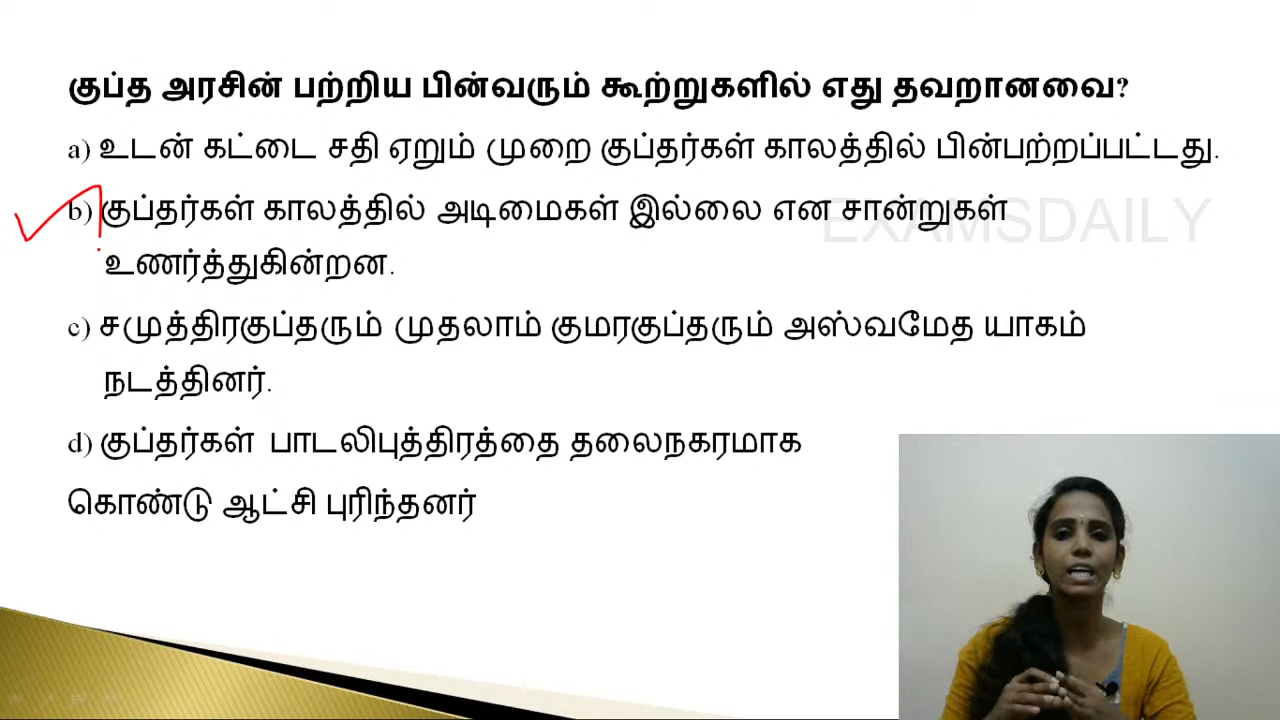 குப்த அரசின் பற்றிய பின்வரும் கூற்றுகளில் எது தவறானவை?
a) உடன் கட்டை சதி ஏறும் முறை குப்தர்கள் காலத்தில் பின்பற்றப்பட்டது.
b) குப்தர்கள் காலத்தில் அடிமைகள் இல்லை என சான்றுகள்
EXAMSDAILY
உணர்த்துகின்றன.
c) சமுத்திரகுப்தரும் முதலாம் குமரகுப்தரும் அஸ்வமேத யாகம்
நடத்தினர்.
d) குப்தர்கள் பாடலிபுத்திரத்தை தலைநகரமாக
கொண்டு ஆட்சி புரிந்தனர்